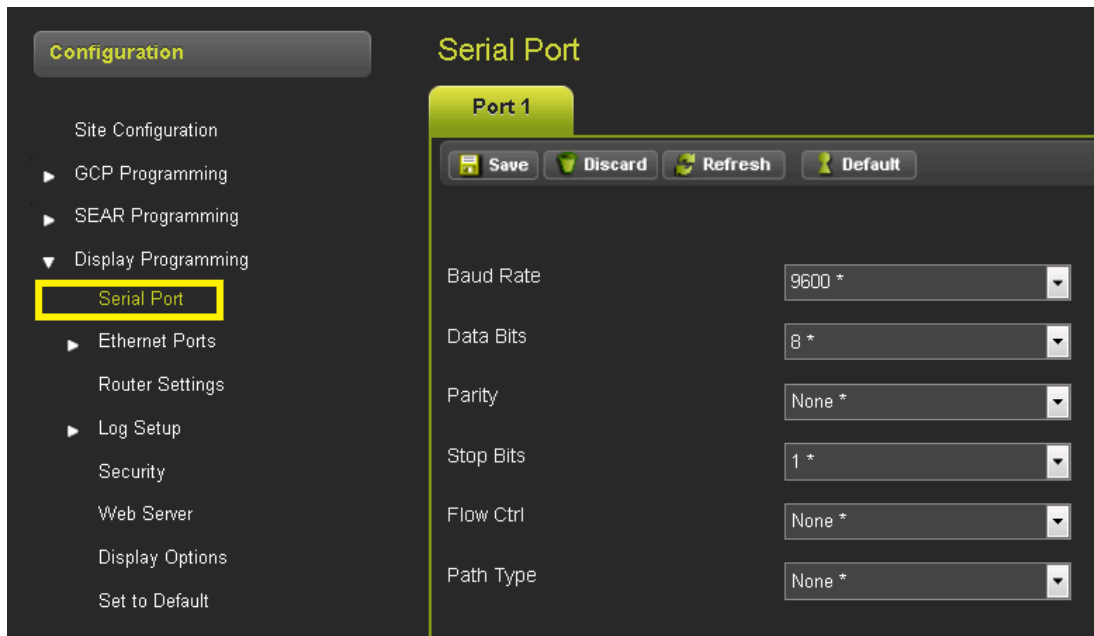 Configuration
Site Configuration
GCP Programming
SEAR Programming
Display Programming
Serial Port
Ethernet Ports
Router Settings
Log Setup
Security
Web Server
Display Options
Set to Default
Serial Port
Port 1
Save Discard Refresh Default
Baud Rate 9600 *
Data Bits 8 *
Parity None *
Stop Bits 1 *
Flow Ctrl None *
Path Type None *